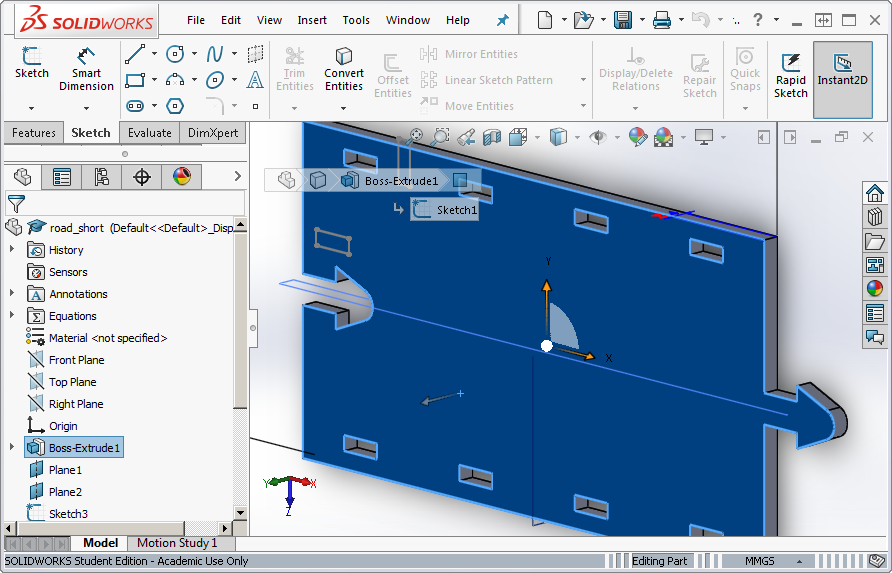 SOLIDWORKS File Edit View Insert Tools Window Help
Sketch
Smart Dimension
Trim Entities
Convert Entities
Offset Entities
Mirror Entities
Linear Sketch Pattern
Move Entities
Display/Delete Relations
Repair Sketch
Quick Snaps
Rapid Sketch
Instant2D
Features Sketch Evaluate DimXpert
Boss-Extrude1
Sketch1
road_short (Default<<Default>_Disp
History
Sensors
Annotations
Equations
Material <not specified>
Front Plane
Top Plane
Right Plane
Origin
Boss-Extrude1
Plane1
Plane2
Sketch3
Y
X
Y X
Z
Model Motion Study 1
SOLIDWORKS Student Edition - Academic Use Only Editing Part MMGS